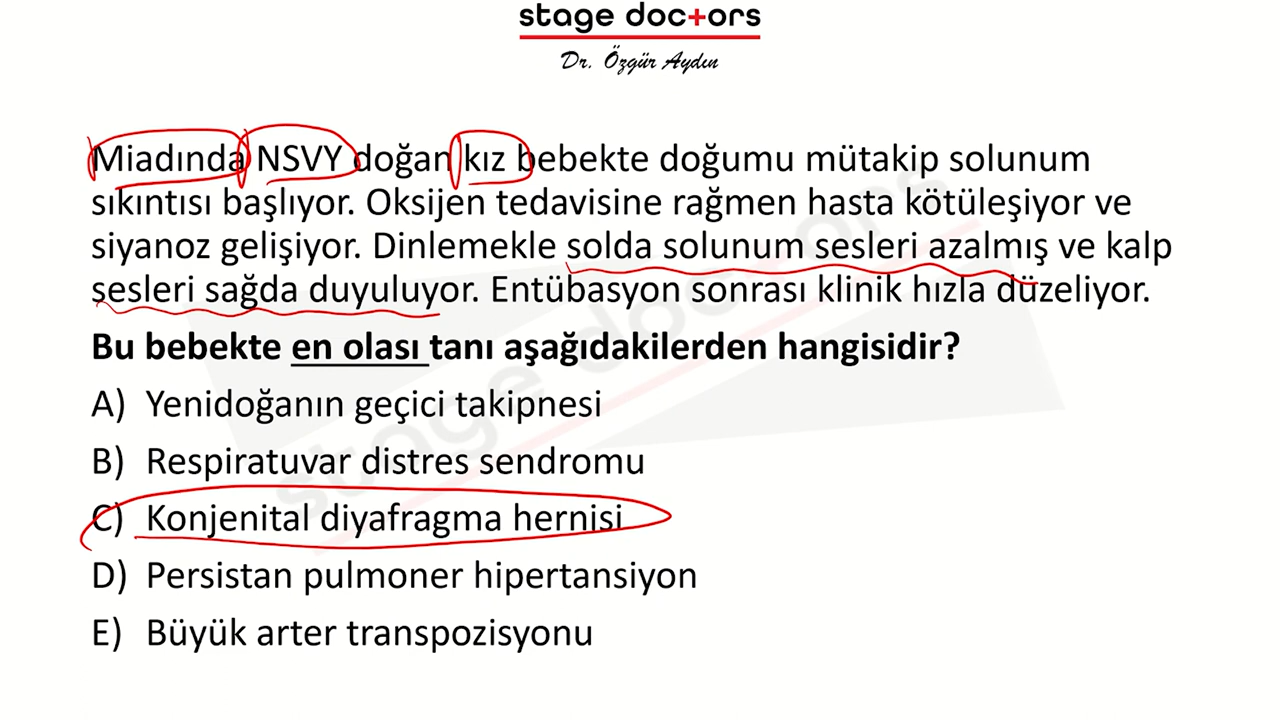 stage doctors
Dr. Özgür Aydın
Miadında NSVY doğan kız bebekte doğumu mütakip solunum
sıkıntısı başlıyor. Oksijen tedavisine rağmen hasta kötüleşiyor ve
siyanoz gelişiyor. Dinlemekle solda solunum sesleri azalmış ve kalp
sesleri sağda duyuluyor. Entübasyon sonrası klinik hızla düzeliyor.
Bu bebekte en olası tanı aşağıdakilerden hangisidir?
A) Yenidoğanın geçici takipnesi
B) Respiratuvar distres sendromu
C) Konjenital diyafragma hernisi
D) Persistan pulmoner hipertansiyon
E) Büyük arter transpozisyonu
stage doctors